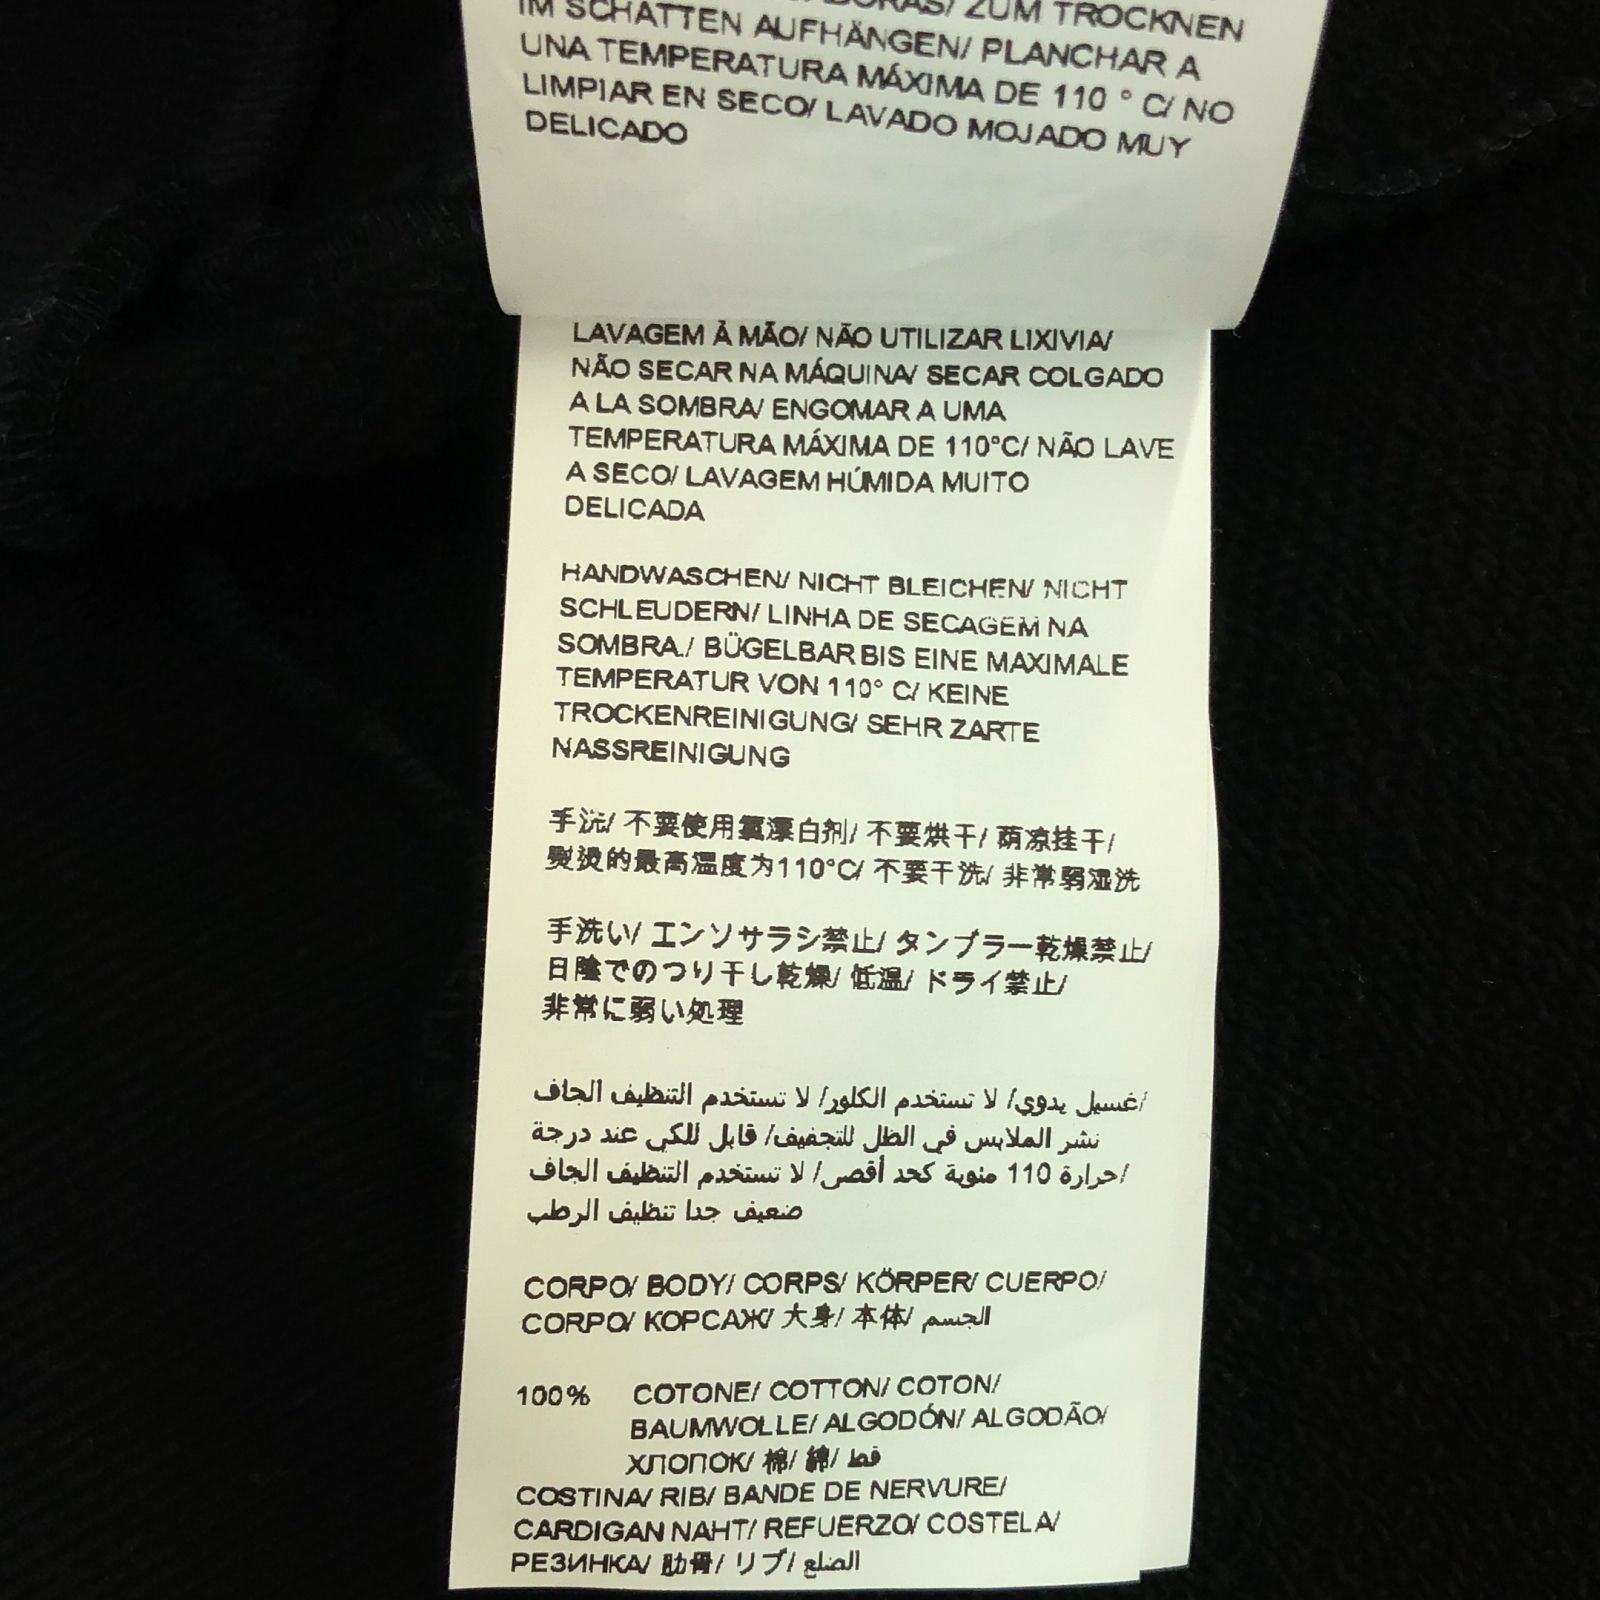 ZUM TROCKNEN
IM SCHATTEN AUFHÄNGEN/ PLANCHAR A
UNA TEMPERATURA MÁXIMA DE 110 ° C/ NO
LIMPIAR EN SECO/ LAVADO MOJADO MUY
DELICADO
LAVAGEM À MÃO/ NÃO UTILIZAR LIXIVIA/
NÃO SECAR NA MÁQUINA/ SECAR COLGADO
A LA SOMBRA/ ENGOMAR A UMA
TEMPERATURA MÁXIMA DE 110°C/ NÃO LAVE
A SECO/ LAVAGEM HÚMIDA MUITO
DELICADA
HANDWASCHEN/ NICHT BLEICHEN/ NICHT
SCHLEUDERN/ LINHA DE SECAGEM NA
SOMBRA./ BÜGELBAR BIS EINE MAXIMALE
TEMPERATUR VON 110° C/ KEINE
TROCKENREINIGUNG/ SEHR ZARTE
NASSREINIGUNG
手洗/ 不要使用氯漂白剂/ 不要烘干/ 荫凉挂干/
熨烫的最高温度为110°C/ 不要干洗/ 非常弱湿洗
手洗い/ エンソサラシ禁止/ タンブラー乾燥禁止/
日陰でのつり干し乾燥/ 低温/ ドライ禁止/
非常に弱い処理
غسيل يدوي/ لا تستخدم الكلور/ لا تستخدم التنظيف الجاف/
نشر الملابس في الظل للتجفيف/ قابل للكي عند درجة
حرارة 110 مئوية كحد أقصى/ لا تستخدم التنظيف الجاف/
ضعيف جدا تنظيف الرطب
CORPO/ BODY/ CORPS/ KÖRPER/ CUERPO/
CORPO/ КОРСАЖ/ 大身/ 本体/ الجسم
100% COTONE/ COTTON/ COTON/
BAUMWOLLE/ ALGODÓN/ ALGODÃO/
ХЛОПОК/ 棉/ 綿/ قط
COSTINA/ RIB/ BANDE DE NERVURE/
CARDIGAN NAHT/ REFUERZO/ COSTELA/
РЕЗИНКА/ 肋骨/ リブ/ الضلع